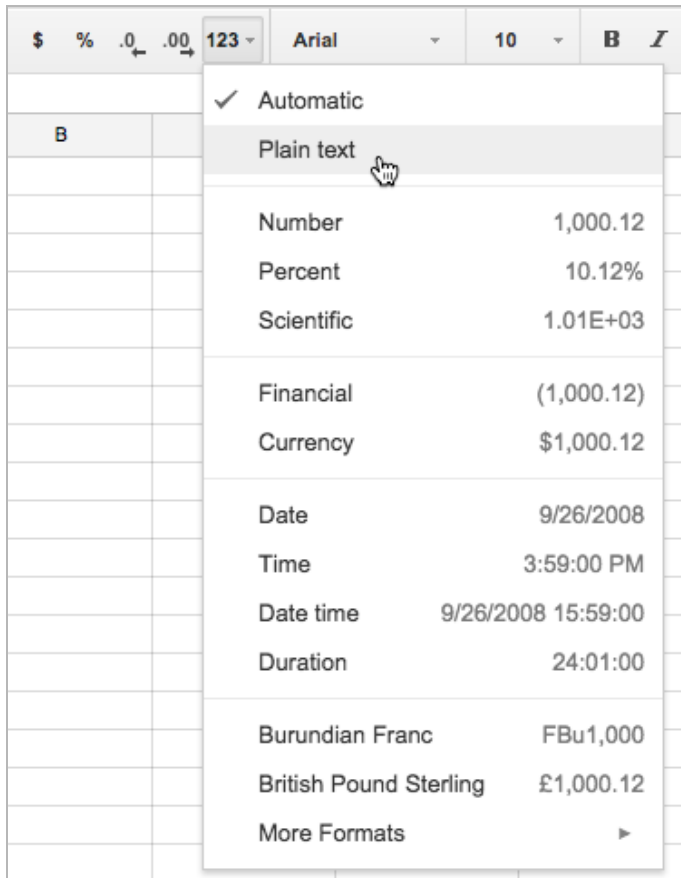 $ % .0 .00 123 Arial 10 B I
Automatic
B
Plain text
Number 1,000.12
Percent 10.12%
Scientific 1.01E+03
Financial (1,000.12)
Currency $1,000.12
Date 9/26/2008
Time 3:59:00 PM
Date time 9/26/2008 15:59:00
Duration 24:01:00
Burundian Franc FBu1,000
British Pound Sterling £1,000.12
More Formats